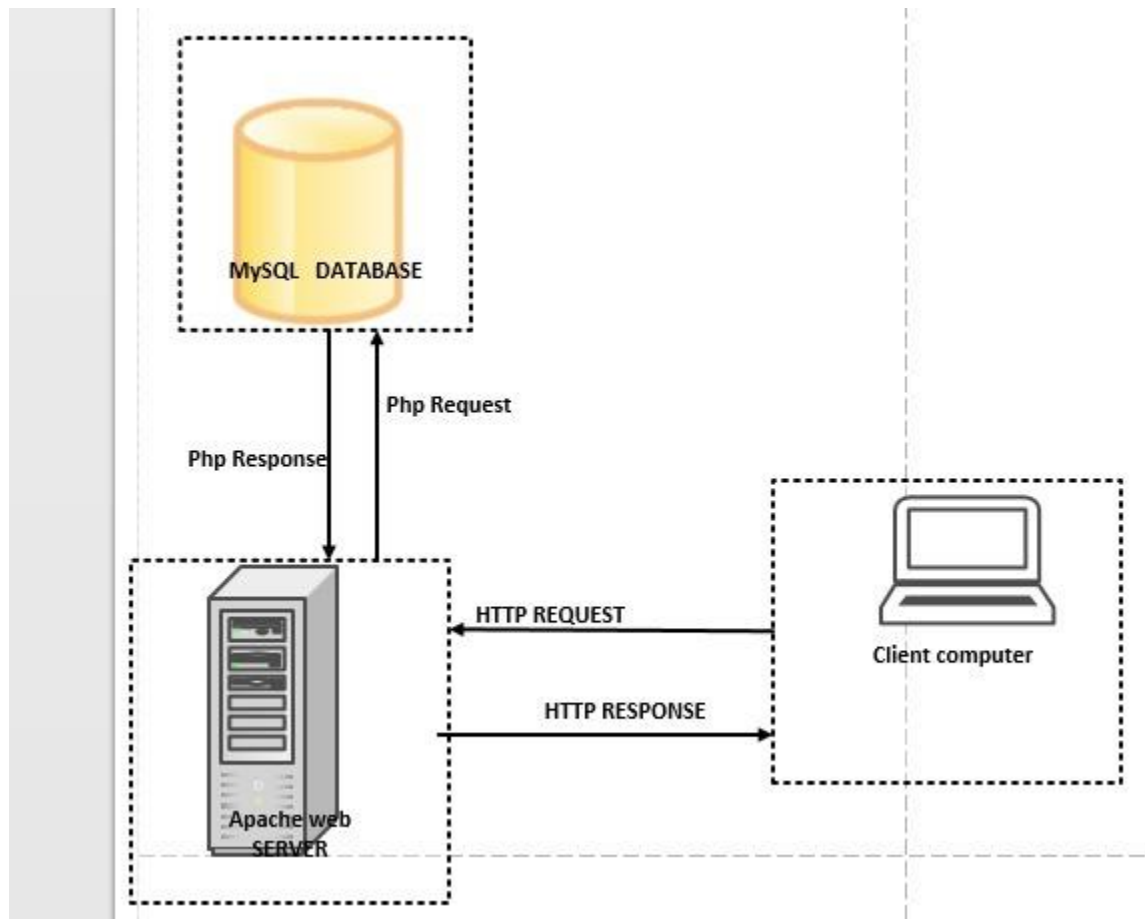 MySQL DATABASE
Php Request
Php Response
HTTP REQUEST
Client computer
HTTP RESPONSE
Apache web
SERVER